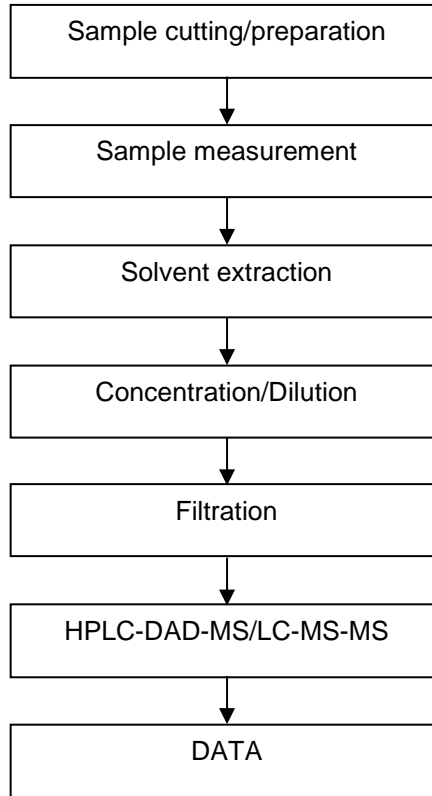 Sample cutting/preparation
Sample measurement
Solvent extraction
Concentration/Dilution
Filtration
HPLC-DAD-MS/LC-MS-MS
DATA